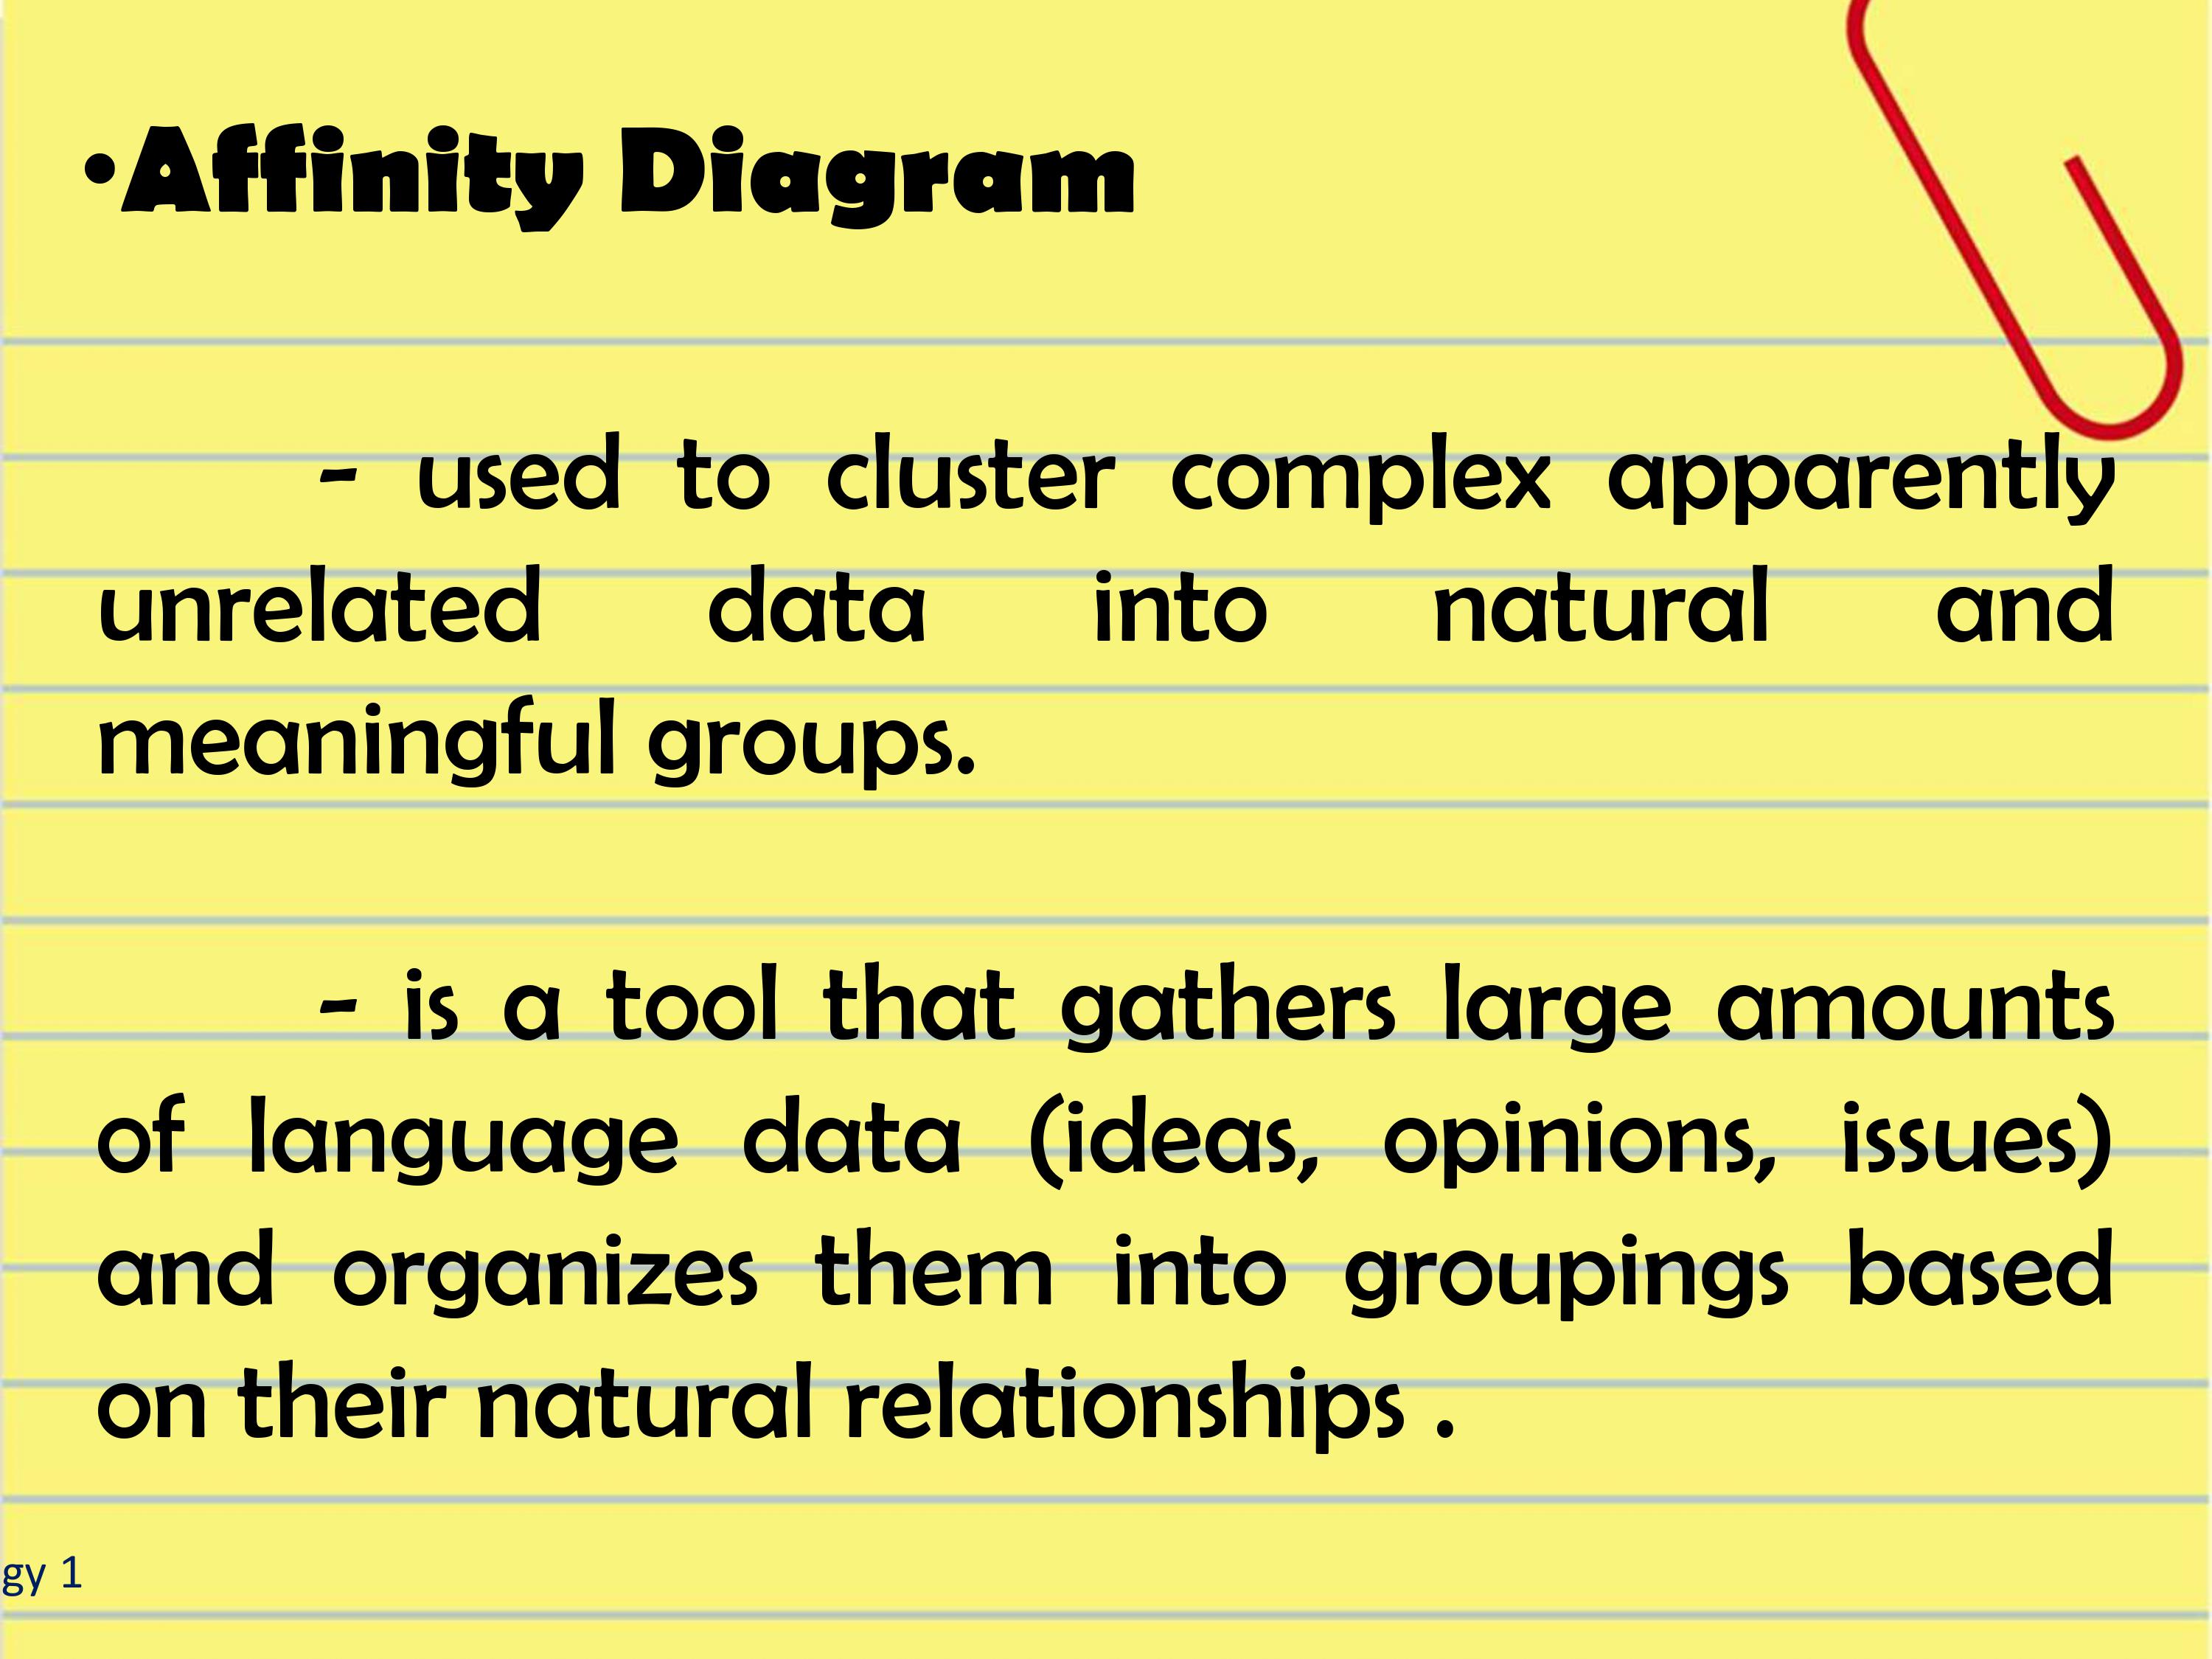 •Affinity Diagram
- used to cluster complex apparently
unrelated data into natural and
meaningful groups.
- is a tool that gathers large amounts
of language data (ideas, opinions, issues)
and organizes them into groupings based
on their natural relationships .
gy 1